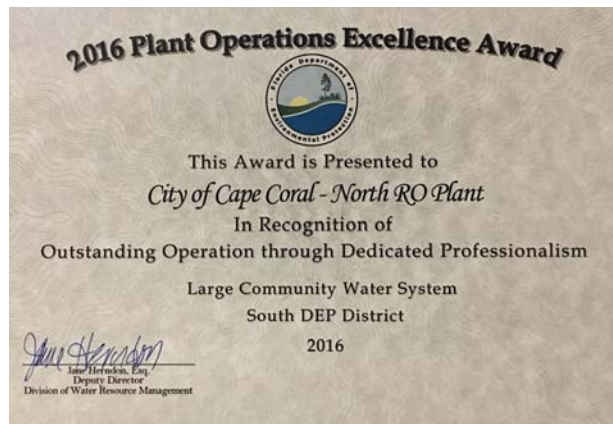 2016 Plant Operations Excellence Award
Florida Department of
Environmental Protection
This Award is Presented to
City of Cape Coral - North RO Plant
In Recognition of
Outstanding Operation through Dedicated Professionalism
Large Community Water System
South DEP District
2016
Jane Herndon
Jane Herndon, Esq.
Deputy Director
Division of Water Resource Management